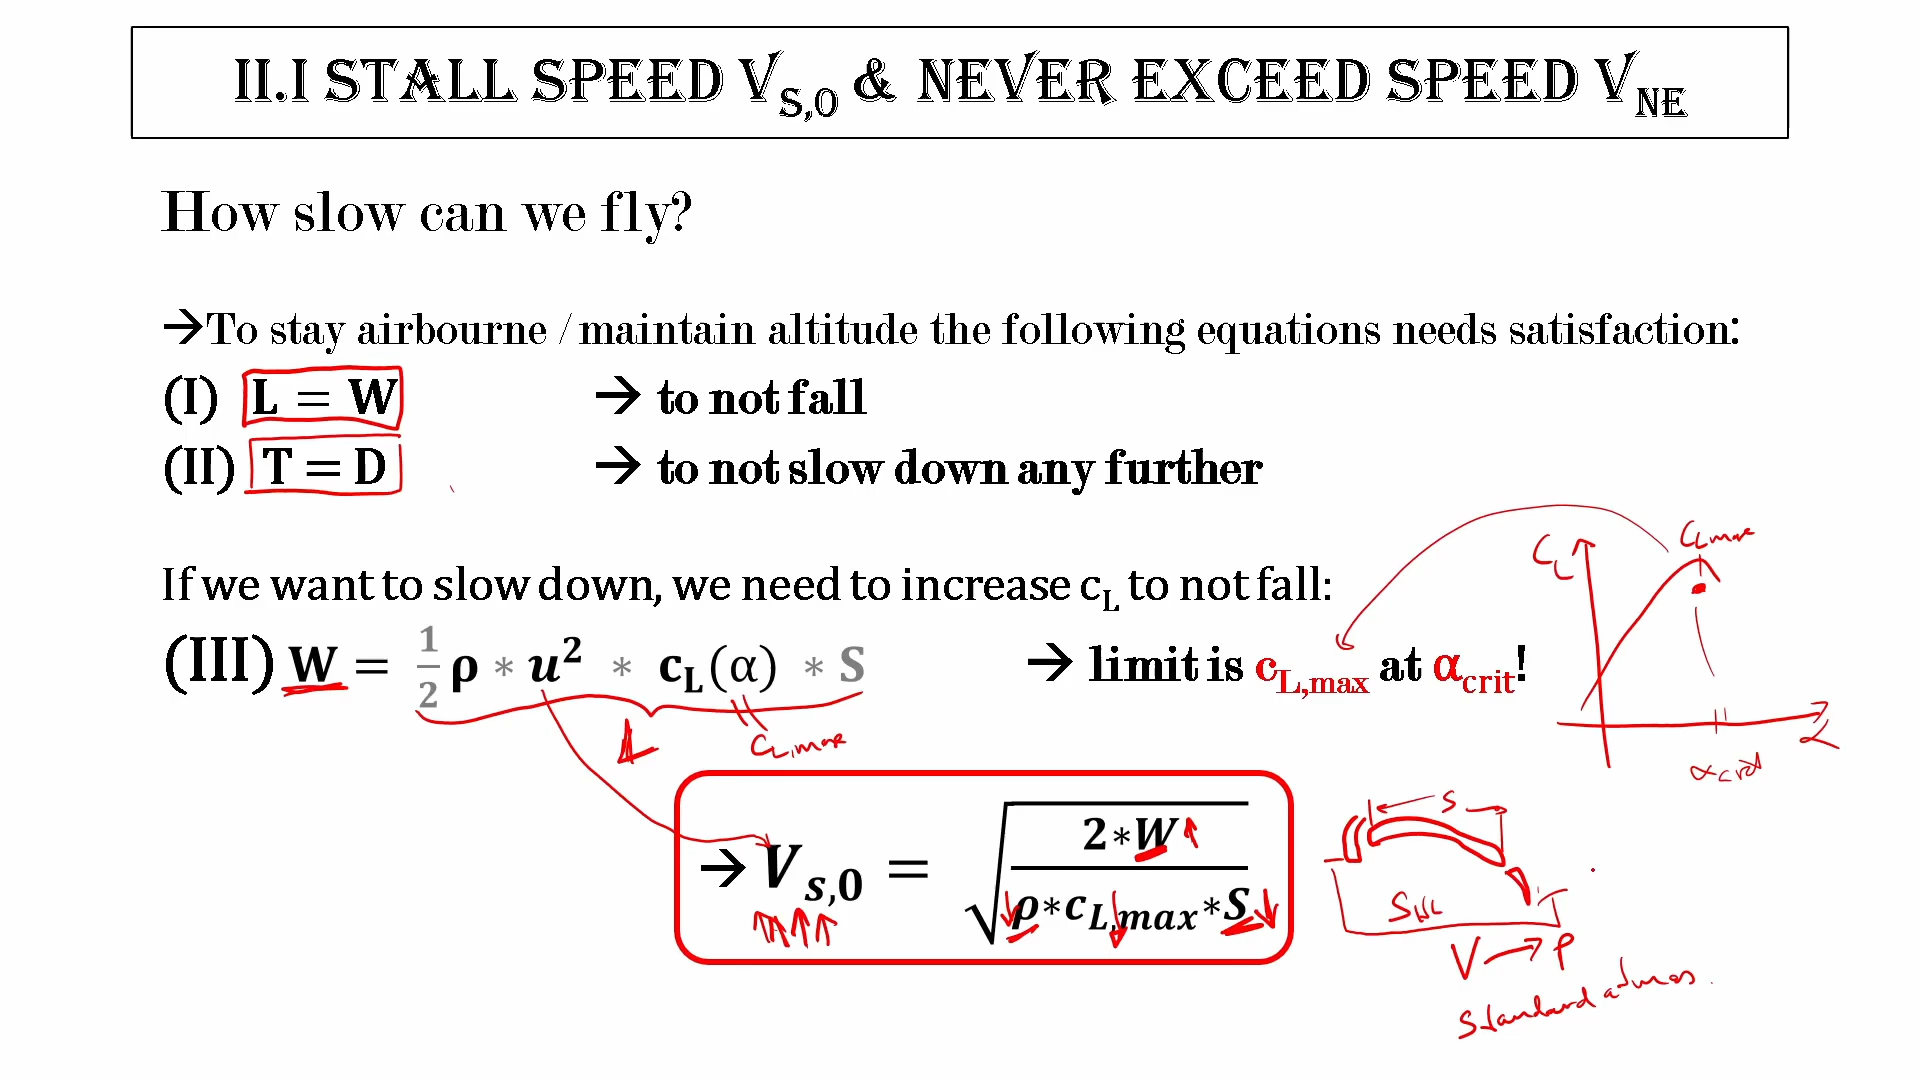 II.I STALL SPEED V_S,0 & NEVER EXCEED SPEED V_NE
How slow can we fly?
→To stay airbourne / maintain altitude the following equations needs satisfaction:
(I) L = W → to not fall
(II) T = D → to not slow down any further
If we want to slow down, we need to increase c_L to not fall:
(III) W = 1/2 ρ * u² * c_L(α) * S → limit is c_L,max at α_crit!
L
C_L,max
→ V_s,0 = √(2*W / ρ*c_L,max*S)
C_L
C_L max
α
α crit
S
V → ρ
Standard